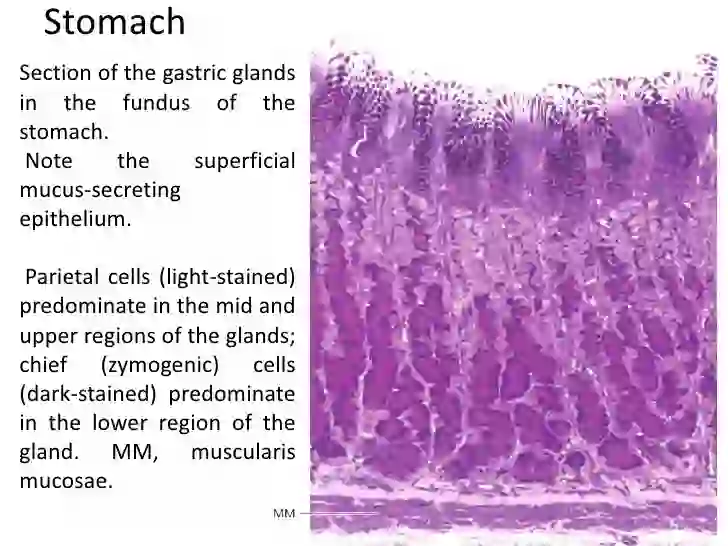 Stomach
Section of the gastric glands
in the fundus of the
stomach.
Note the superficial
mucus-secreting
epithelium.
Parietal cells (light-stained)
predominate in the mid and
upper regions of the glands;
chief (zymogenic) cells
(dark-stained) predominate
in the lower region of the
gland. MM, muscularis
mucosae.
MM